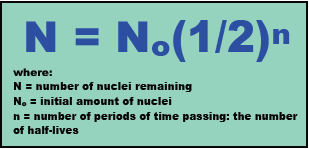 N = Nₒ(1/2)ⁿ
where:
N = number of nuclei remaining
Nₒ = initial amount of nuclei
n = number of periods of time passing: the number
of half-lives